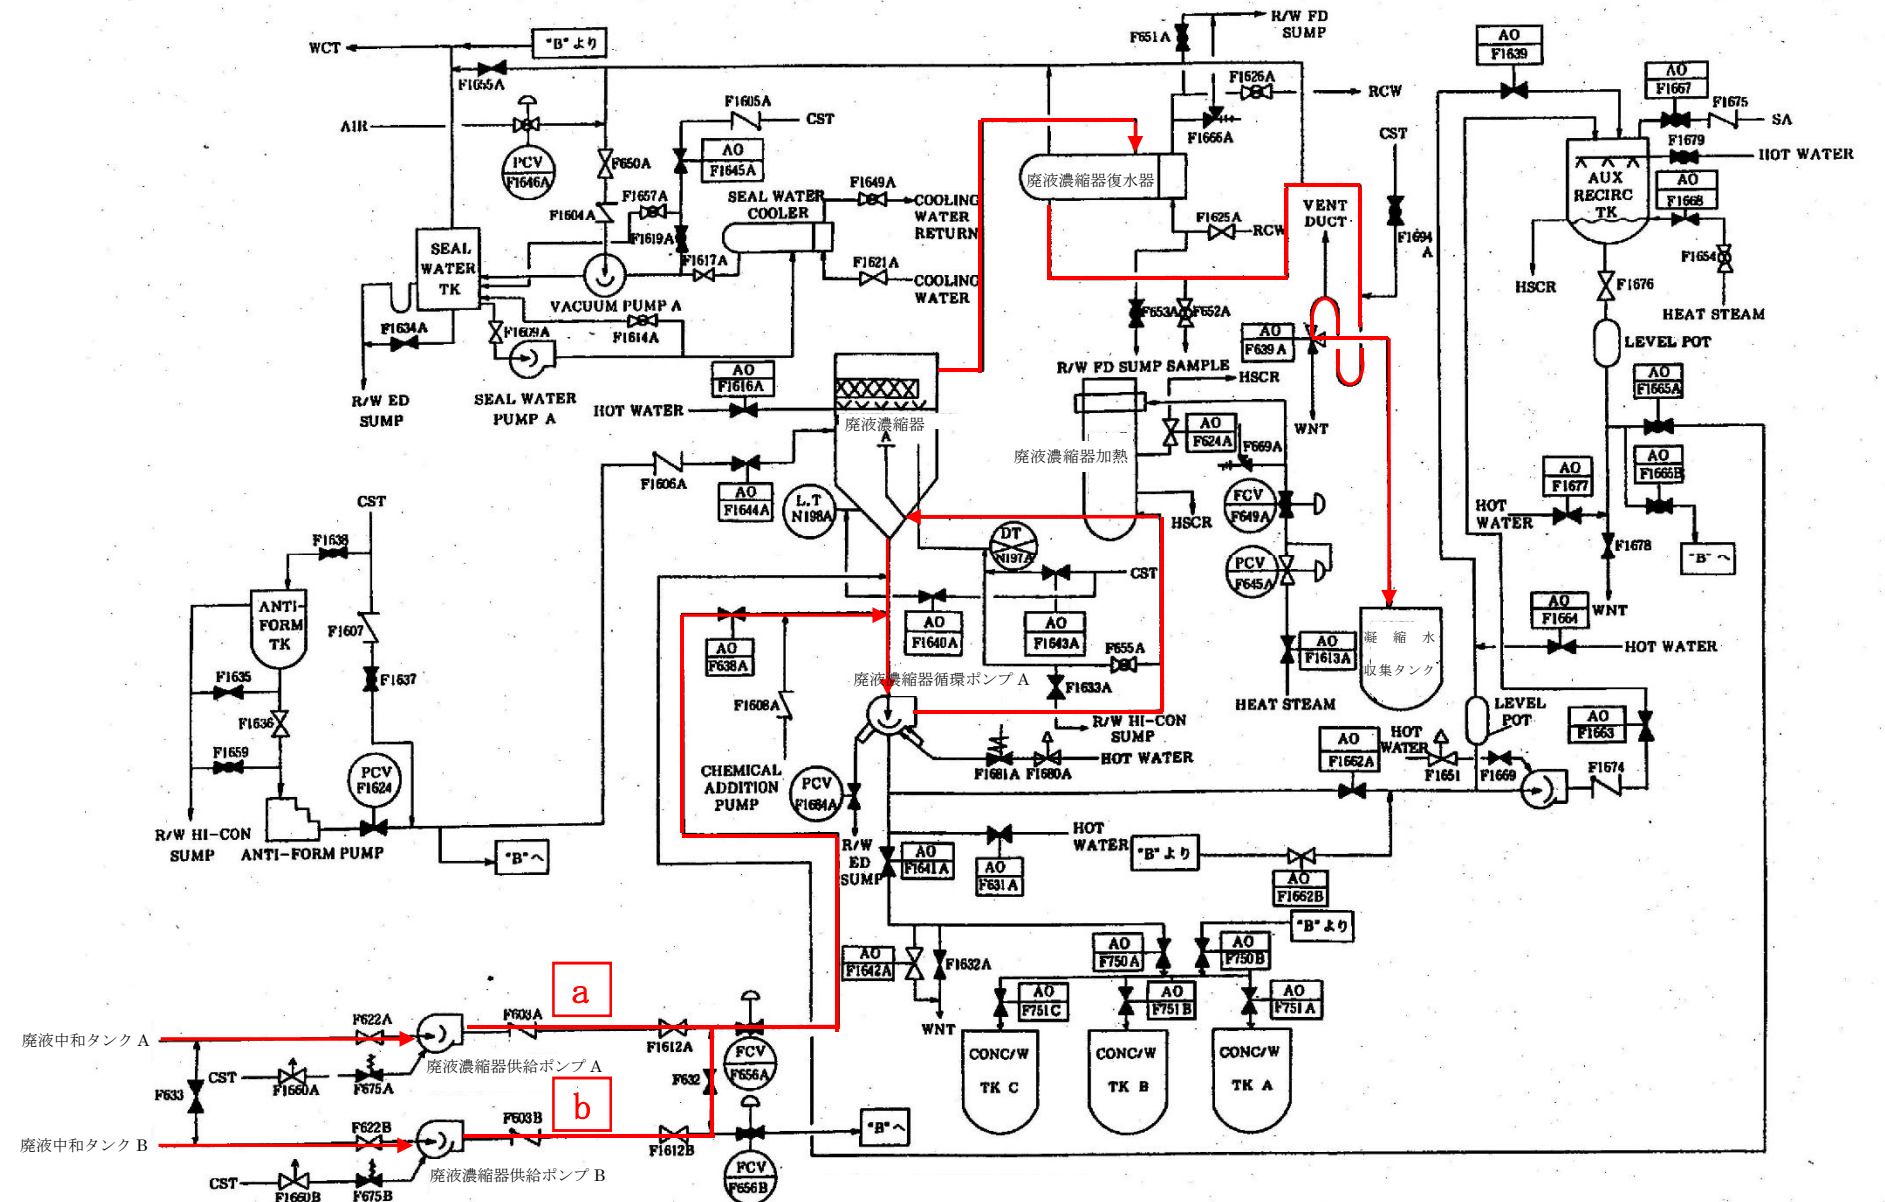 WCT
"B"より
F1655A
AIR
PCV
F1646A
F650A
F1604A
F1605A
CST
AO
F1645A
F1657A
F1619A
F1617A
SEAL WATER
COOLER
F1649A
COOLING
WATER
RETURN
F1621A
COOLING
WATER
SEAL
WATER
TK
VACUUM PUMP A
F1609A
F1614A
F1634A
R/W ED
SUMP
SEAL WATER
PUMP A
F651A
R/W FD
SUMP
F1626A
RCW
F1666A
廃液濃縮器復水器
F1625A
RCW
F653A
F652A
R/W FD SUMP
SAMPLE
VENT
DUCT
CST
F1694
A
AO
F639A
WNT
AO
F1639
AO
F1667
F1675
SA
F1679
HOT WATER
AUX
RECIRC
TK
AO
F1668
F1654
HSCR
F1676
HEAT STEAM
LEVEL POT
AO
F1665A
AO
F1665B
AO
F1677
HOT
WATER
F1678
"B"へ
WNT
AO
F1664
HOT WATER
AO
F1616A
HOT WATER
廃液濃縮器
A
F1606A
AO
F1644A
L.T
N198A
HSCR
AO
F624A
F669A
廃液濃縮器加熱
HSCR
FCV
F649A
PCV
F645A
DT
N197A
CST
AO
F1640A
AO
F1643A
F655A
F1633A
R/W HI-CON
SUMP
AO
F1613A
HEAT STEAM
凝縮水
収集タンク
CST
F1638
ANTI-
FORM
TK
F1607
F1635
F1637
F1636
F1659
PCV
F1624
R/W HI-CON
SUMP
ANTI-FORM PUMP
"B"へ
AO
F638A
F1608A
CHEMICAL
ADDITION
PUMP
廃液濃縮器循環ポンプ A
PCV
F1684A
R/W
ED
SUMP
F1681A
F1680A
HOT WATER
AO
F1662A
HOT
WATER
F1651
F1669
LEVEL
POT
AO
F1663
F1674
AO
F1641A
AO
F631A
HOT
WATER
"B"より
AO
F1662B
"B"より
AO
F1642A
F1632A
WNT
AO
F750A
AO
F750B
AO
F751C
AO
F751B
AO
F751A
CONC/W
TK C
CONC/W
TK B
CONC/W
TK A
a
廃液中和タンク A
F622A
F603A
F1612A
FCV
F656A
廃液濃縮器供給ポンプ A
CST
F1660A
F675A
F633
F632
b
廃液中和タンク B
F622B
F603B
F1612B
FCV
F656B
"B"へ
廃液濃縮器供給ポンプ B
CST
F1660B
F675B